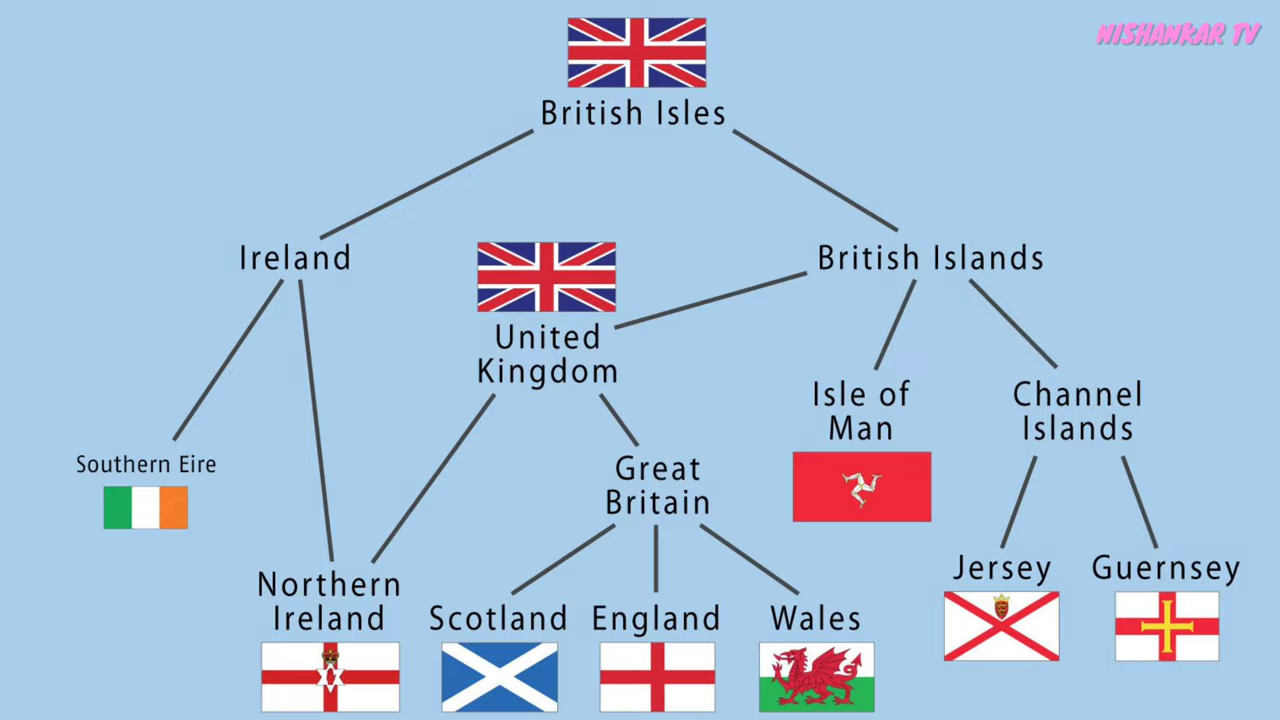 NISHANKAR TV
British Isles
Ireland
British Islands
United
Kingdom
Isle of
Man
Channel
Islands
Southern Eire
Great
Britain
Jersey
Guernsey
Northern
Ireland
Scotland
England
Wales